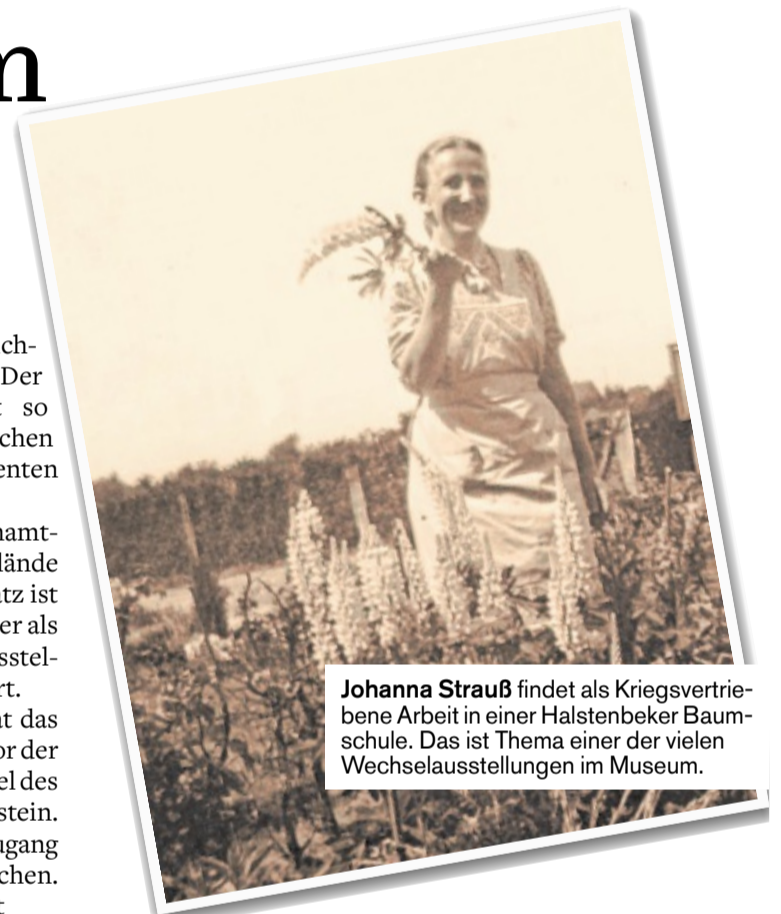 m
ch-
Der
t so
chen
enten
namt-
lände
tz ist
er als
sstel-
rt.
at das
or der
el des
stein.
ugang
chen.
t
Johanna Strauß findet als Kriegsvertrie-
bene Arbeit in einer Halstenbeker Baum-
schule. Das ist Thema einer der vielen
Wechselausstellungen im Museum.